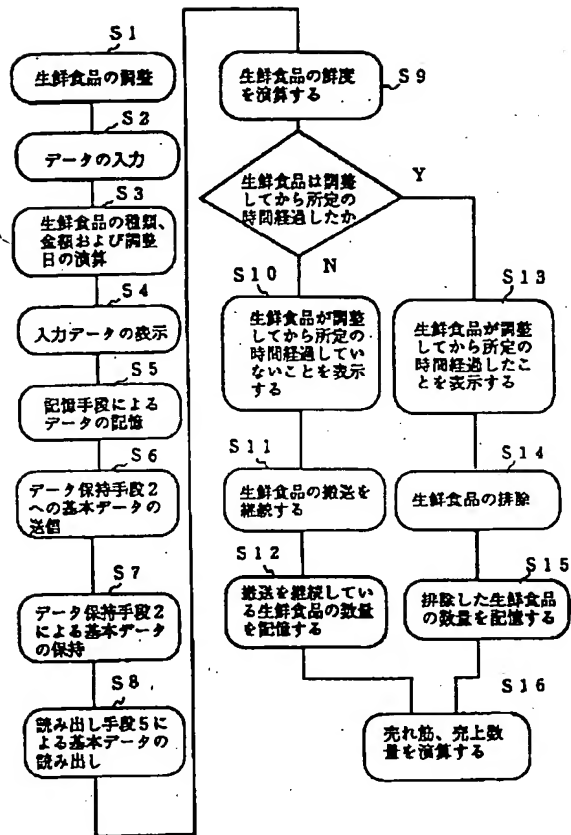 S1
生鮮食品の調整
S2
データの入力
S3
生鮮食品の種類、
金額および調整
日の演算
S4
入力データの表示
S5
記憶手段による
データの記憶
S6
データ保持手段2
への基本データの
送信
S7
データ保持手段2
による基本データ
の保持
S8
読み出し手段5に
よる基本データの
読み出し
S9
生鮮食品の鮮度
を演算する
生鮮食品は調整
してから所定の
時間経過したか
Y
N
S10
生鮮食品が調整
してから所定の
時間経過してい
ないことを表示
する
S11
生鮮食品の搬送を
継続する
S12
搬送を継続してい
る生鮮食品の数量
を記憶する
S13
生鮮食品が調整
してから所定の
時間経過したこ
とを表示する
S14
生鮮食品の排除
S15
排除した生鮮食品
の数量を記憶する
S16
売れ筋、売上数
量を演算する